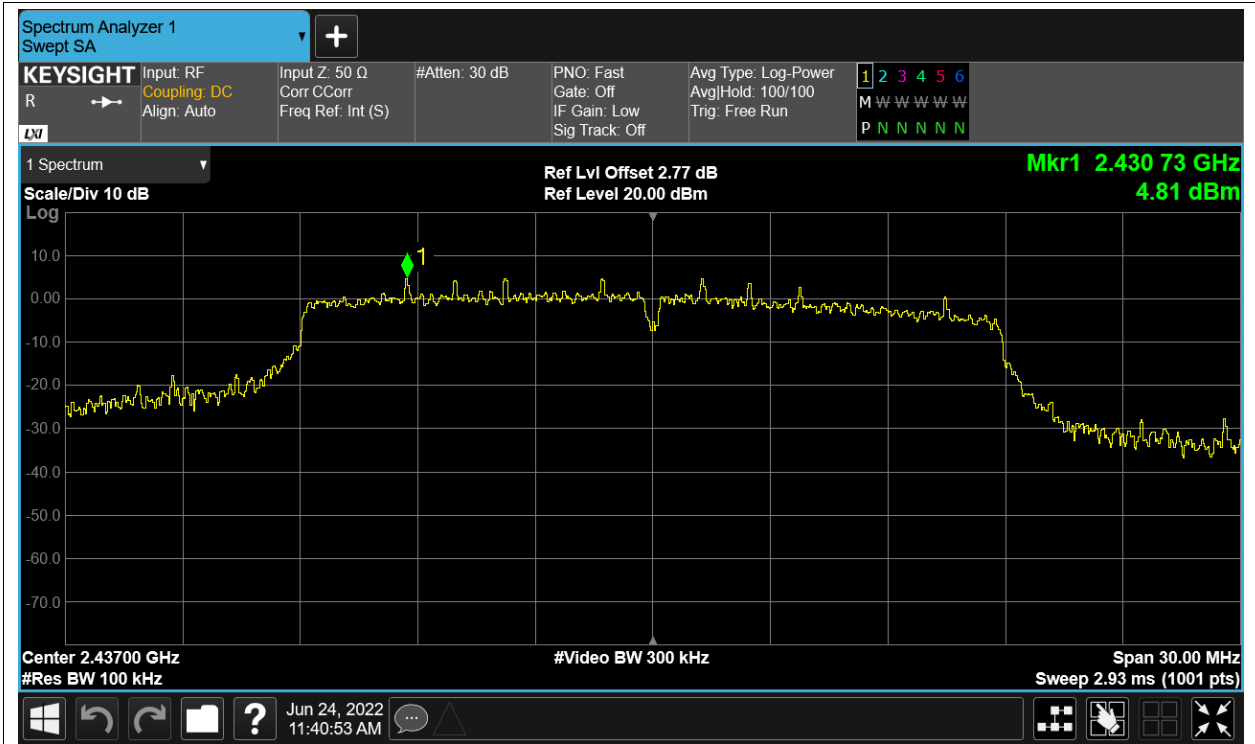 Spectrum Analyzer 1
Swept SA
KEYSIGHT
R
LXI
Input: RF
Coupling: DC
Align: Auto
Input Z: 50 Ω
Corr CCorr
Freq Ref: Int (S)
#Atten: 30 dB
PNO: Fast
Gate: Off
IF Gain: Low
Sig Track: Off
Avg Type: Log-Power
Avg|Hold: 100/100
Trig: Free Run
1 2 3 4 5 6
M W W W W W
P N N N N N
1 Spectrum
Scale/Div 10 dB
Log
Ref Lvl Offset 2.77 dB
Ref Level 20.00 dBm
Mkr1 2.430 73 GHz
4.81 dBm
1
10.0
0.00
-10.0
-20.0
-30.0
-40.0
-50.0
-60.0
-70.0
Center 2.43700 GHz
#Video BW 300 kHz
Span 30.00 MHz
#Res BW 100 kHz
Sweep 2.93 ms (1001 pts)
?
Jun 24, 2022
11:40:53 AM